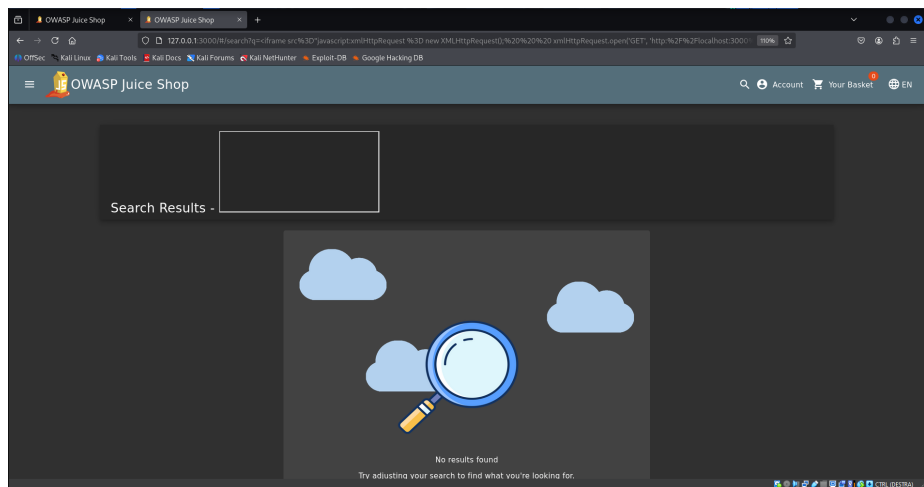 OWASP Juice Shop
OWASP Juice Shop
127.0.0.1:3000/#/search?q=<iframe src%3D"javascript:xmlHttpRequest %3D new XMLHttpRequest();%20%20%20 xmlHttpRequest.open('GET', 'http:%2F%2Flocalhost:3000 110%
OffSec Kali Linux Kali Tools Kali Docs Kali Forums Kali NetHunter Exploit-DB Google Hacking DB
OWASP Juice Shop Account Your Basket 0 EN
Search Results -
No results found
Try adjusting your search to find what you're looking for.
CTRL (DESTRA)